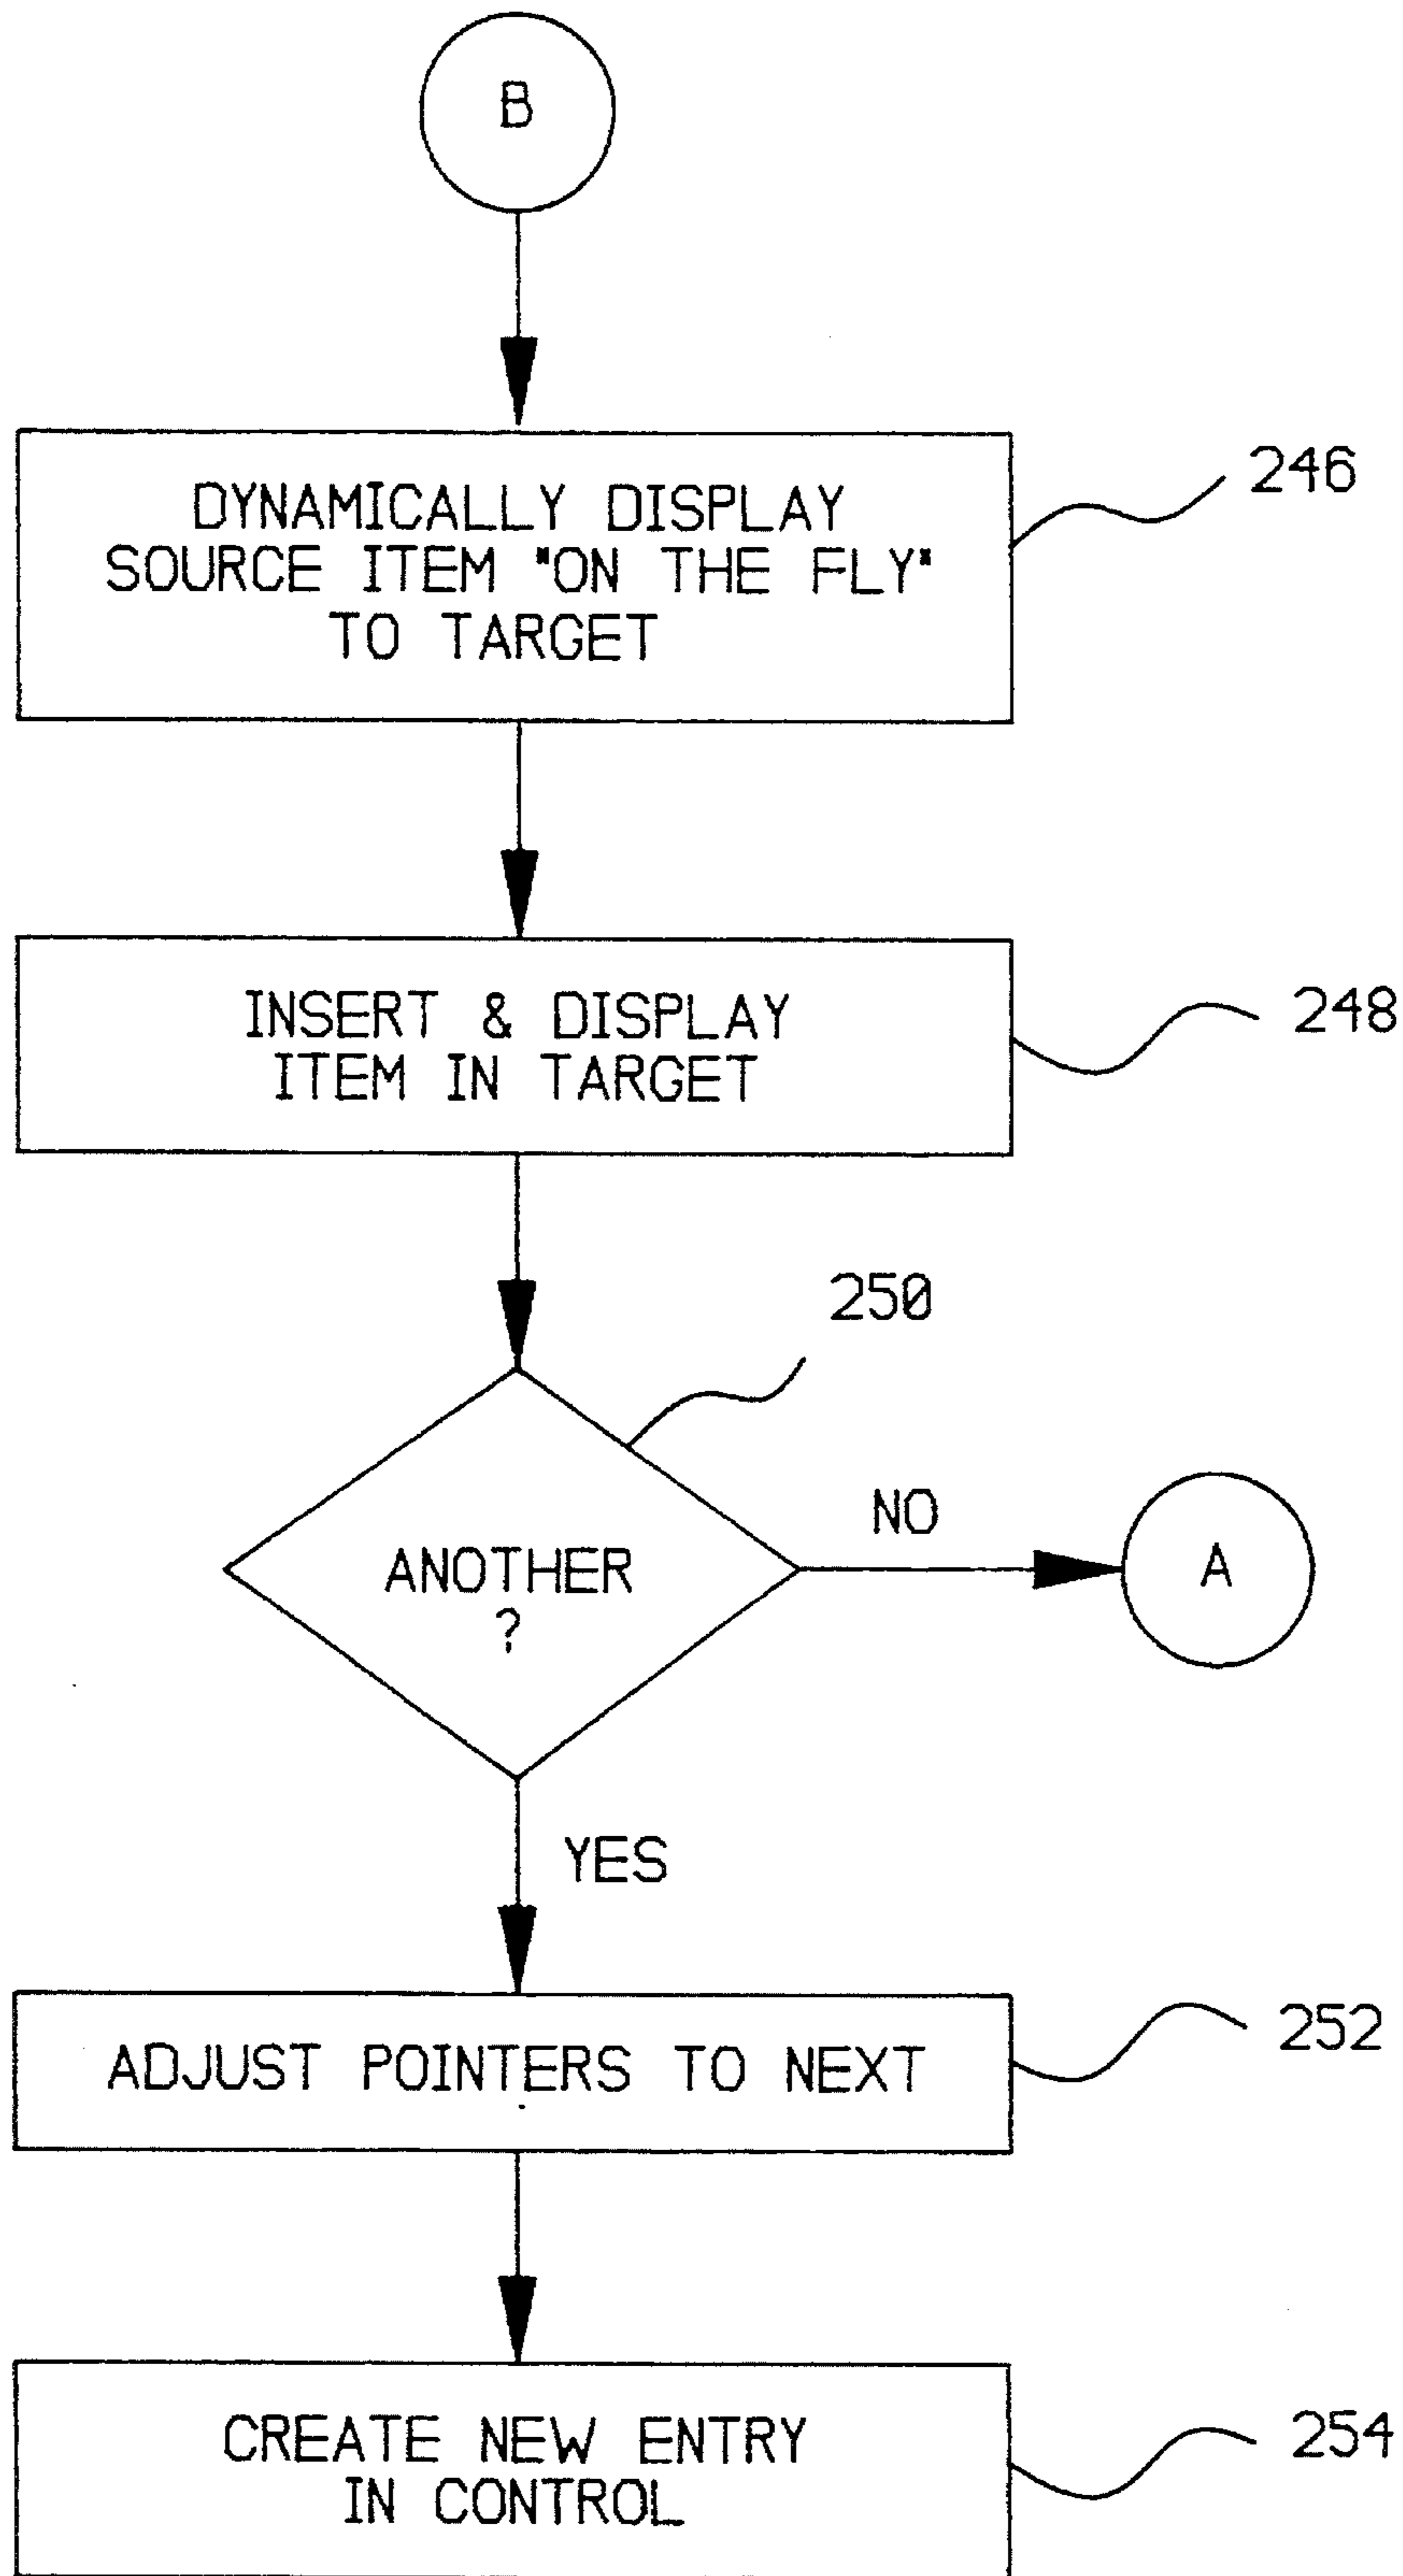 B
DYNAMICALLY DISPLAY
SOURCE ITEM "ON THE FLY"
TO TARGET
246
INSERT & DISPLAY
ITEM IN TARGET
248
250
ANOTHER
?
NO
A
YES
ADJUST POINTERS TO NEXT
252
CREATE NEW ENTRY
IN CONTROL
254